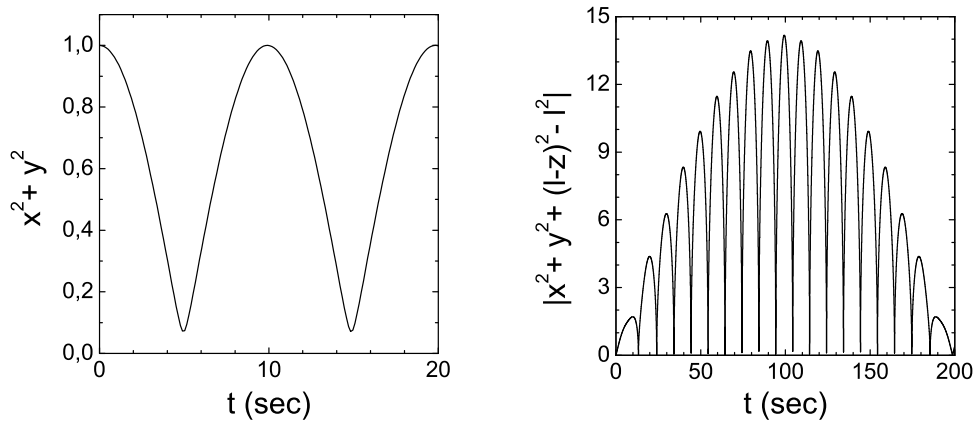 1,0
0,8
0,6
0,4
0,2
0,0
x² + y²
0 10 20
t (sec)
15
12
9
6
3
0
|x² + y² + (l-z)² - l²|
0 50 100 150 200
t (sec)